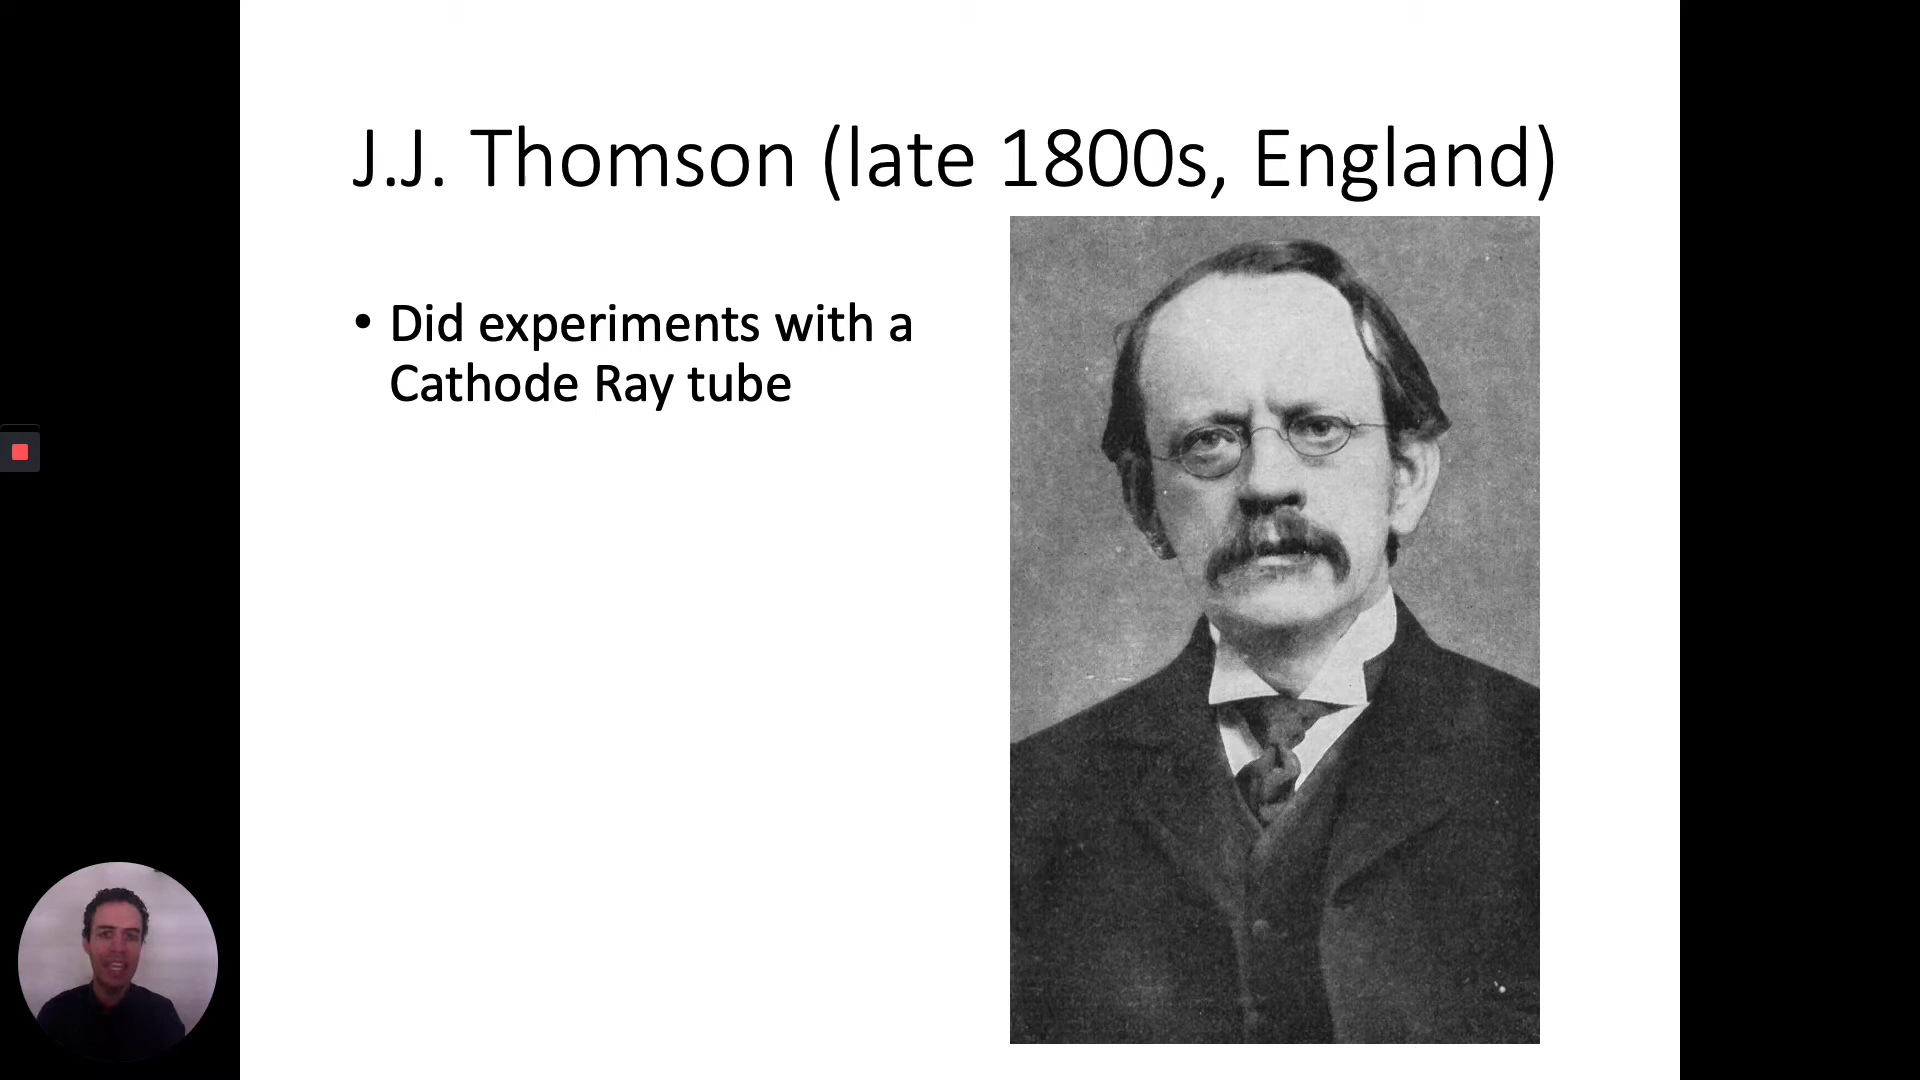 J.J. Thomson (late 1800s, England)
• Did experiments with a
Cathode Ray tube